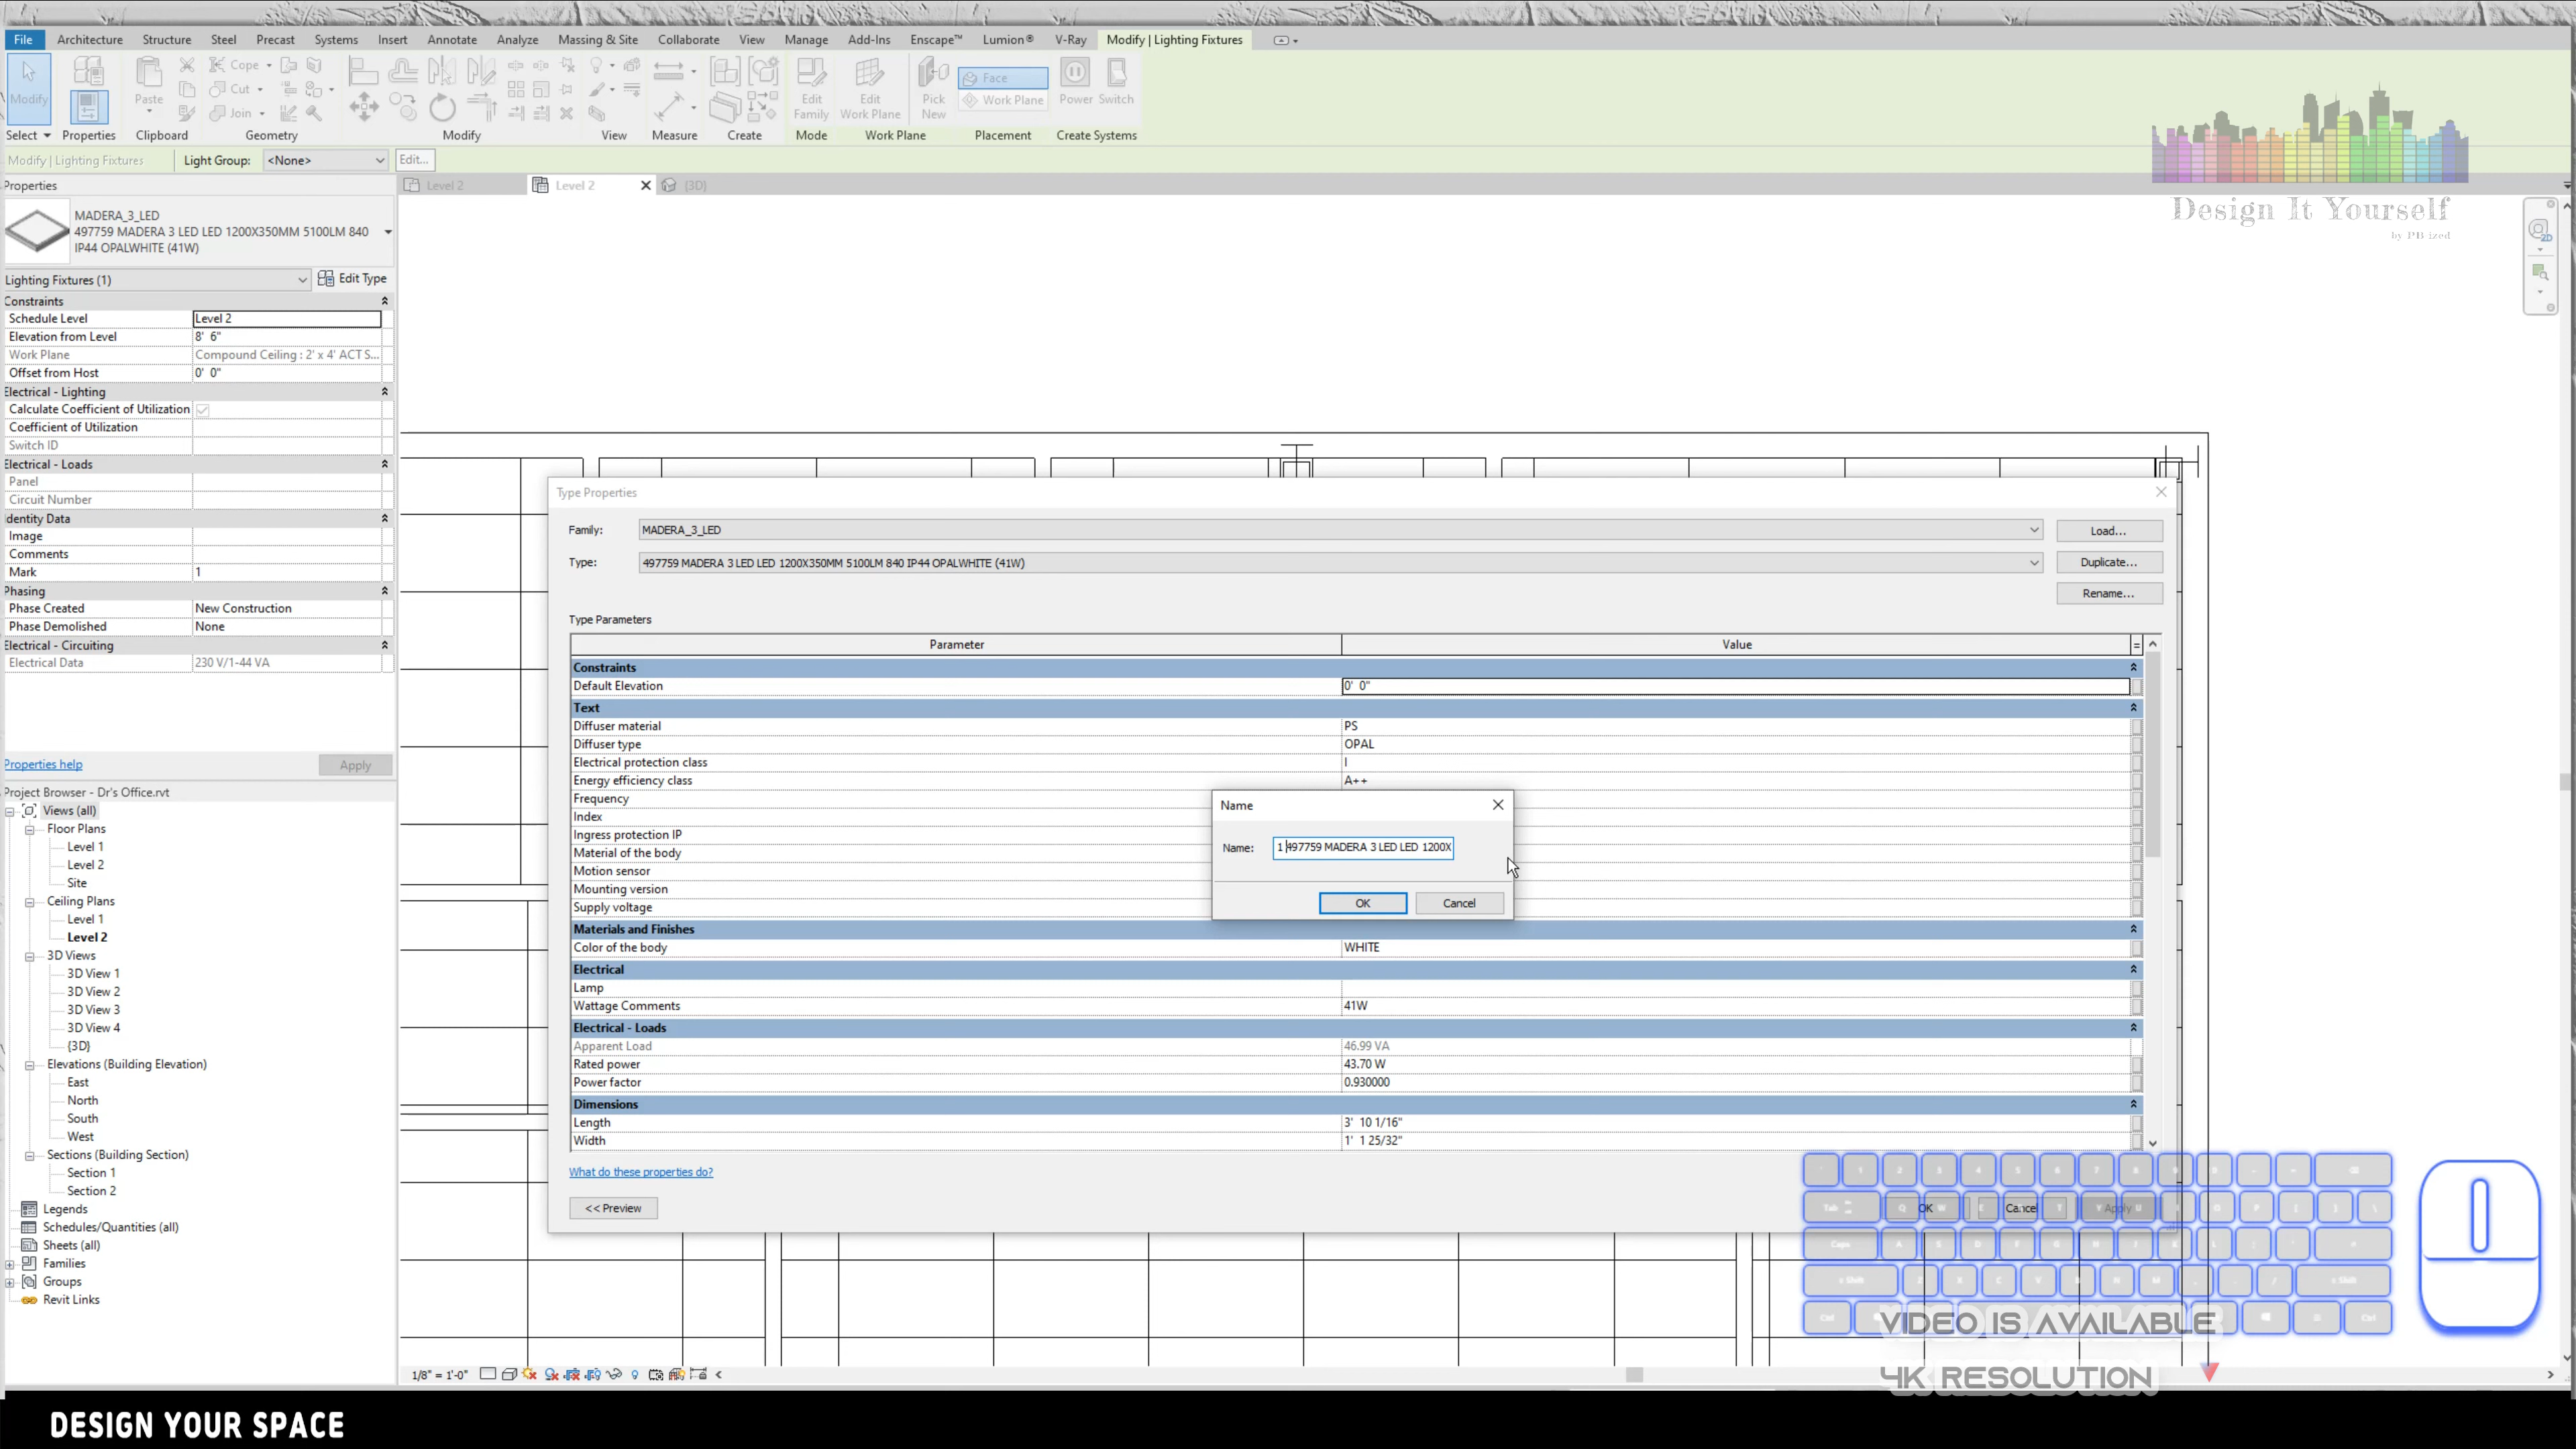 File Architecture Structure Steel Precast Systems Insert Annotate Analyze Massing & Site Collaborate View Manage Add-Ins Enscape™ Lumion® V-Ray Modify | Lighting Fixtures
Modify Paste Cope Cut Join Edit Family Edit Work Plane Pick New Face Work Plane Power Switch
Select Properties Clipboard Geometry Modify View Measure Create Mode Work Plane Placement Create Systems
Modify | Lighting Fixtures Light Group: <None> Edit...
Properties
Level 2 Level 2 {3D}
Design It Yourself
by PB ized
2D
MADERA_3_LED
497759 MADERA 3 LED LED 1200X350MM 5100LM 840
IP44 OPALWHITE (41W)
Lighting Fixtures (1) Edit Type
Constraints
Schedule Level Level 2
Elevation from Level 8' 6"
Work Plane Compound Ceiling : 2' x 4' ACT S...
Offset from Host 0' 0"
Electrical - Lighting
Calculate Coefficient of Utilization
Coefficient of Utilization
Switch ID
Electrical - Loads
Panel
Circuit Number
Identity Data
Image
Comments
Mark 1
Phasing
Phase Created New Construction
Phase Demolished None
Electrical - Circuiting
Electrical Data 230 V/1-44 VA
Properties help Apply
Project Browser - Dr's Office.rvt
Views (all)
Floor Plans
Level 1
Level 2
Site
Ceiling Plans
Level 1
Level 2
3D Views
3D View 1
3D View 2
3D View 3
3D View 4
{3D}
Elevations (Building Elevation)
East
North
South
West
Sections (Building Section)
Section 1
Section 2
Legends
Schedules/Quantities (all)
Sheets (all)
Families
Groups
Revit Links
Type Properties
Family: MADERA_3_LED Load...
Type: 497759 MADERA 3 LED LED 1200X350MM 5100LM 840 IP44 OPALWHITE (41W) Duplicate...
Rename...
Type Parameters
Parameter Value =
Constraints
Default Elevation 0' 0"
Text
Diffuser material PS
Diffuser type OPAL
Electrical protection class I
Energy efficiency class A++
Frequency
Index
Ingress protection IP
Material of the body
Motion sensor
Mounting version
Supply voltage
Materials and Finishes
Color of the body WHITE
Electrical
Lamp
Wattage Comments 41W
Electrical - Loads
Apparent Load 46.99 VA
Rated power 43.70 W
Power factor 0.930000
Dimensions
Length 3' 10 1/16"
Width 1' 1 25/32"
What do these properties do?
<< Preview OK Cancel Apply
Name
Name: 1 497759 MADERA 3 LED LED 1200X
OK Cancel
1/8" = 1'-0"
VIDEO IS AVAILABLE
4K RESOLUTION
DESIGN YOUR SPACE